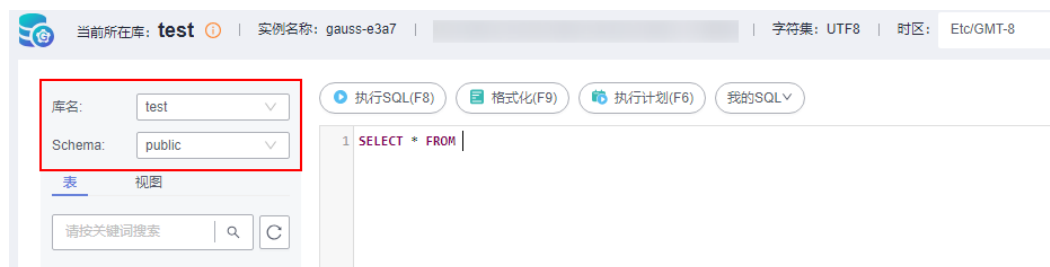 当前所在库: test | 实例名称: gauss-e3a7 | | 字符集: UTF8 | 时区: Etc/GMT-8
库名: test
Schema: public
表 视图
请按关键词搜索
执行SQL(F8) 格式化(F9) 执行计划(F6) 我的SQL
1 SELECT * FROM